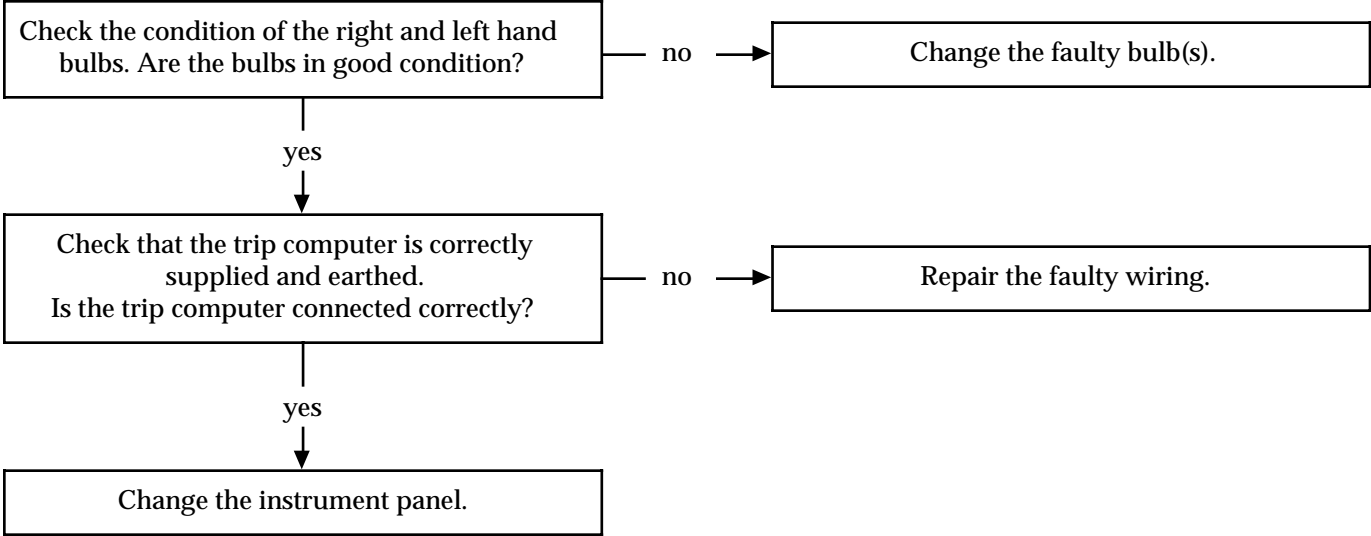 Check the condition of the right and left hand
bulbs. Are the bulbs in good condition?
no
Change the faulty bulb(s).
yes
Check that the trip computer is correctly
supplied and earthed.
Is the trip computer connected correctly?
no
Repair the faulty wiring.
yes
Change the instrument panel.